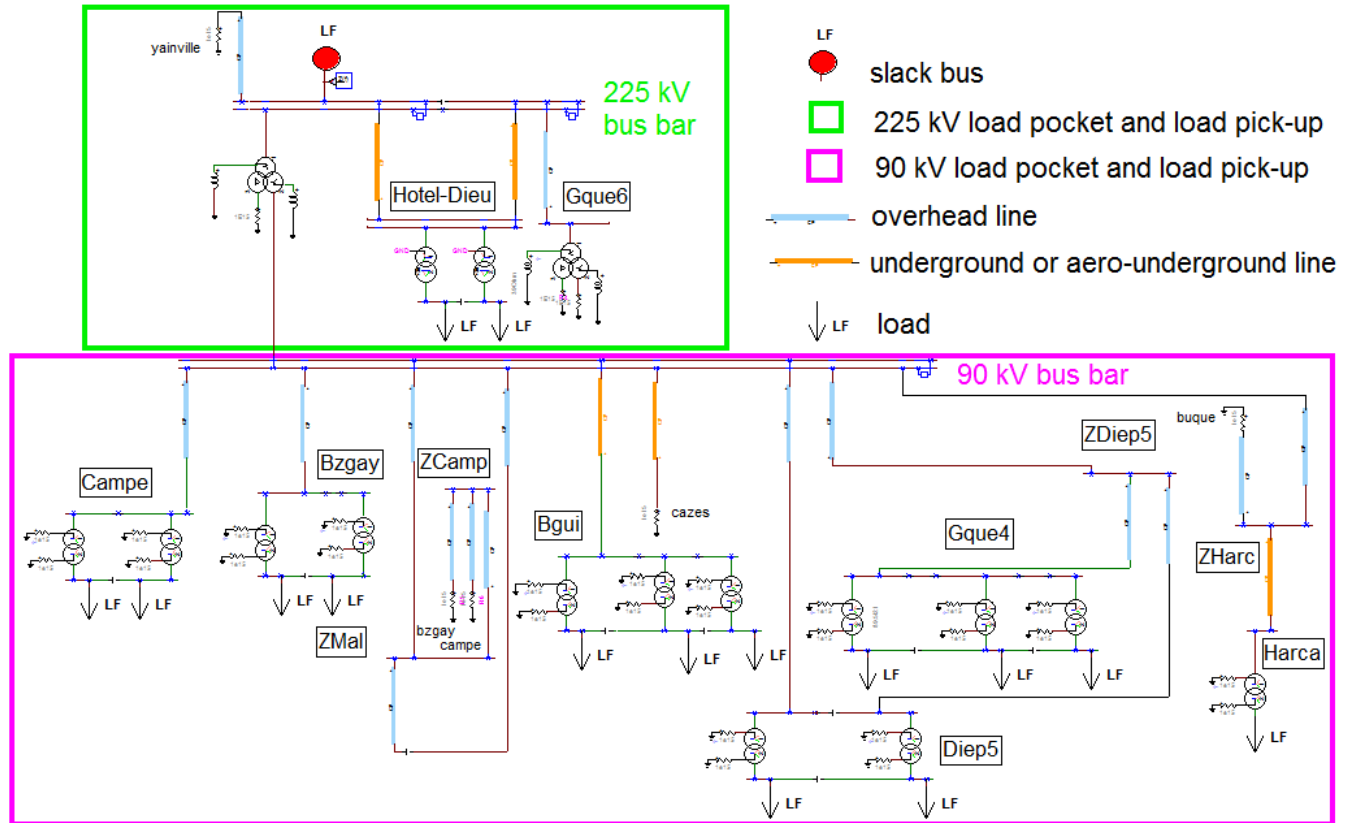 LF
yainville
225 kV
bus bar
Hotel-Dieu
Gque6
GND
GND
LF
LF
LF
slack bus
225 kV load pocket and load pick-up
90 kV load pocket and load pick-up
overhead line
underground or aero-underground line
LF
load
90 kV bus bar
buque
ZDiep5
Campe
Bzgay
ZCamp
Bgui
cazes
Gque4
ZHarc
LF
LF
LF
LF
ZMal
bzgay
campe
LF
LF
LF
LF
LF
LF
Harca
LF
Diep5
LF
LF